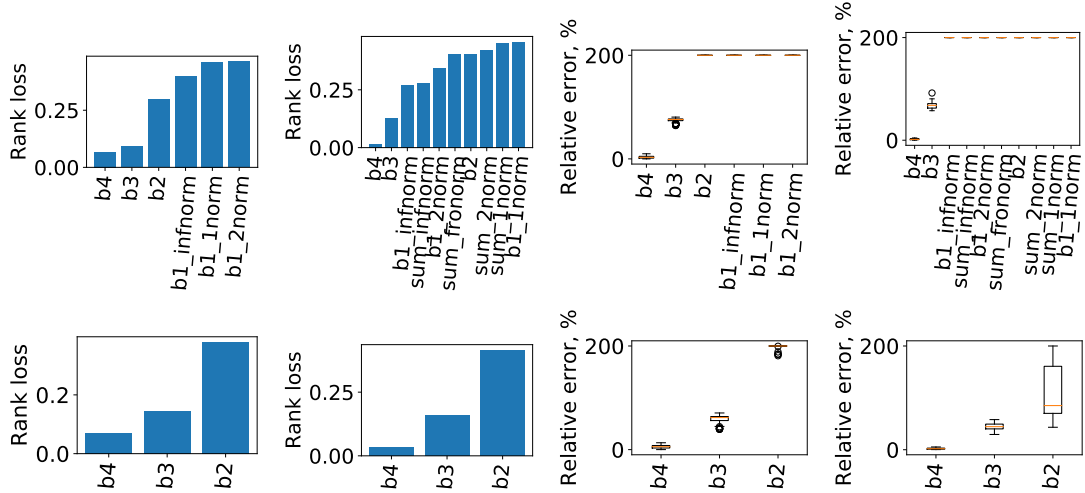 Rank loss
0.25
0.00
b4
b3
b2
b1_infnorm
b1_1norm
b1_2norm
Rank loss
0.25
0.00
b4
b3
b1_infnorm
sum_infnorm
b1_2norm
sum_fronorm
b2
sum_2norm
sum_1norm
b1_1norm
Relative error, %
200
0
b4
b3
b2
b1_infnorm
b1_1norm
b1_2norm
Relative error, %
200
0
b4
b3
b1_infnorm
sum_infnorm
b1_2norm
sum_fronorm
b2
sum_2norm
sum_1norm
b1_1norm
Rank loss
0.2
0.0
b4
b3
b2
Rank loss
0.25
0.00
b4
b3
b2
Relative error, %
200
0
b4
b3
b2
Relative error, %
200
0
b4
b3
b2